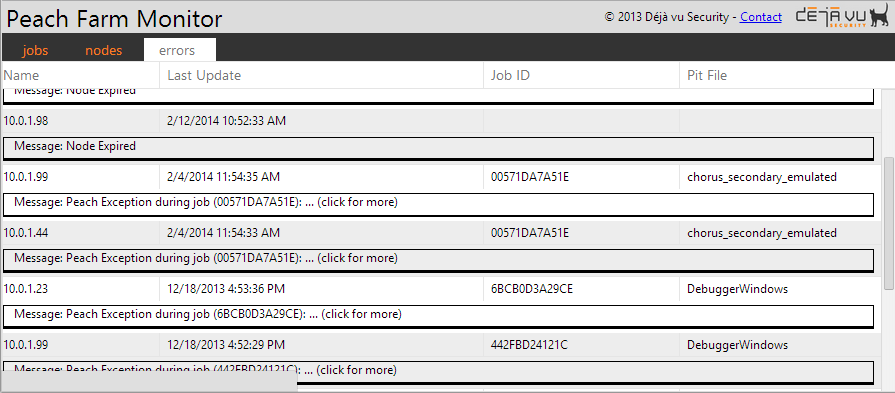 Peach Farm Monitor
© 2013 Déjà vu Security - Contact
DEJA VU
SECURITY
jobs nodes errors
Name Last Update Job ID Pit File
Message: Node Expired
10.0.1.98 2/12/2014 10:52:33 AM
Message: Node Expired
10.0.1.99 2/4/2014 11:54:35 AM 00571DA7A51E chorus_secondary_emulated
Message: Peach Exception during job (00571DA7A51E): ... (click for more)
10.0.1.44 2/4/2014 11:54:33 AM 00571DA7A51E chorus_secondary_emulated
Message: Peach Exception during job (00571DA7A51E): ... (click for more)
10.0.1.23 12/18/2013 4:53:36 PM 6BCB0D3A29CE DebuggerWindows
Message: Peach Exception during job (6BCB0D3A29CE): ... (click for more)
10.0.1.99 12/18/2013 4:52:29 PM 442FBD24121C DebuggerWindows
Message: Peach Exception during job (442FBD24121C): ... (click for more)